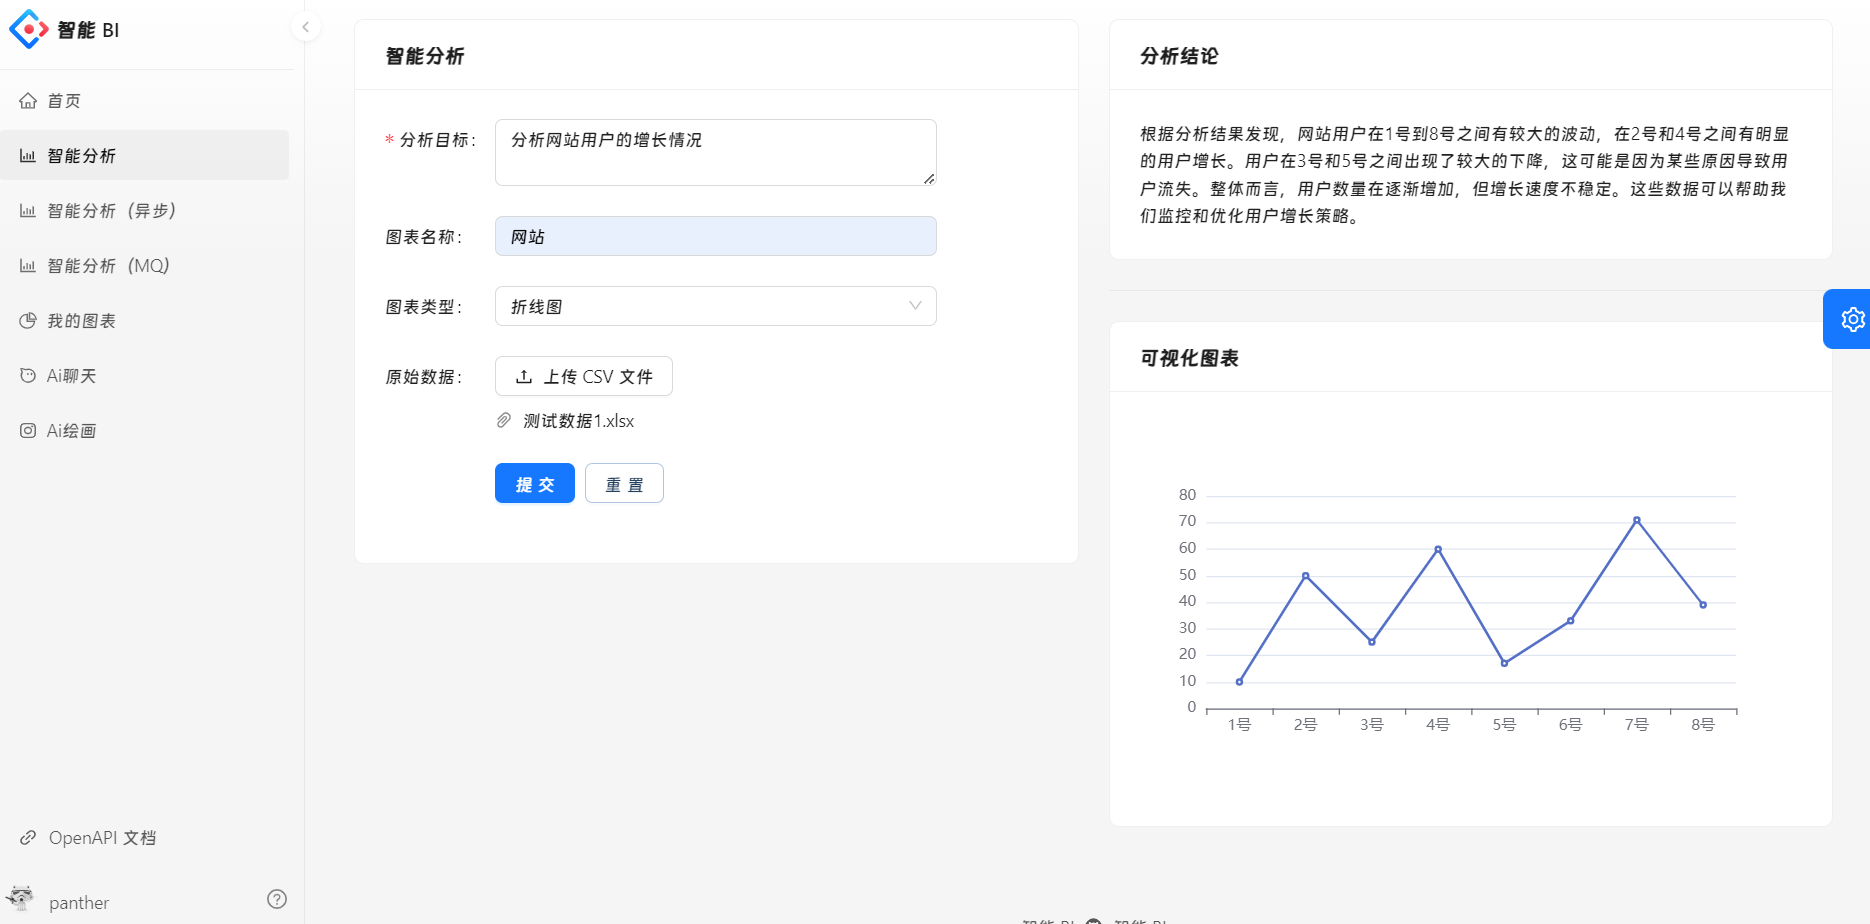 智能 BI
首页
智能分析
智能分析（异步）
智能分析（MQ）
我的图表
Ai聊天
Ai绘画
OpenAPI 文档
panther
智能分析
* 分析目标：
分析网站用户的增长情况
图表名称：
网站
图表类型：
折线图
原始数据：
上传 CSV 文件
测试数据1.xlsx
提 交
重 置
分析结论
根据分析结果发现，网站用户在1号到8号之间有较大的波动，在2号和4号之间有明显
的用户增长。用户在3号和5号之间出现了较大的下降，这可能是因为某些原因导致用
户流失。整体而言，用户数量在逐渐增加，但增长速度不稳定。这些数据可以帮助我
们监控和优化用户增长策略。
可视化图表
80
70
60
50
40
30
20
10
0
1号 2号 3号 4号 5号 6号 7号 8号
智能 BI 智能 BI